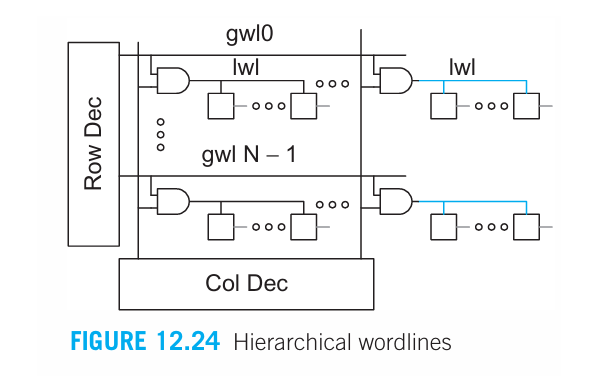 gwl0
lwl
lwl
Row Dec
gwl N – 1
Col Dec
FIGURE 12.24 Hierarchical wordlines